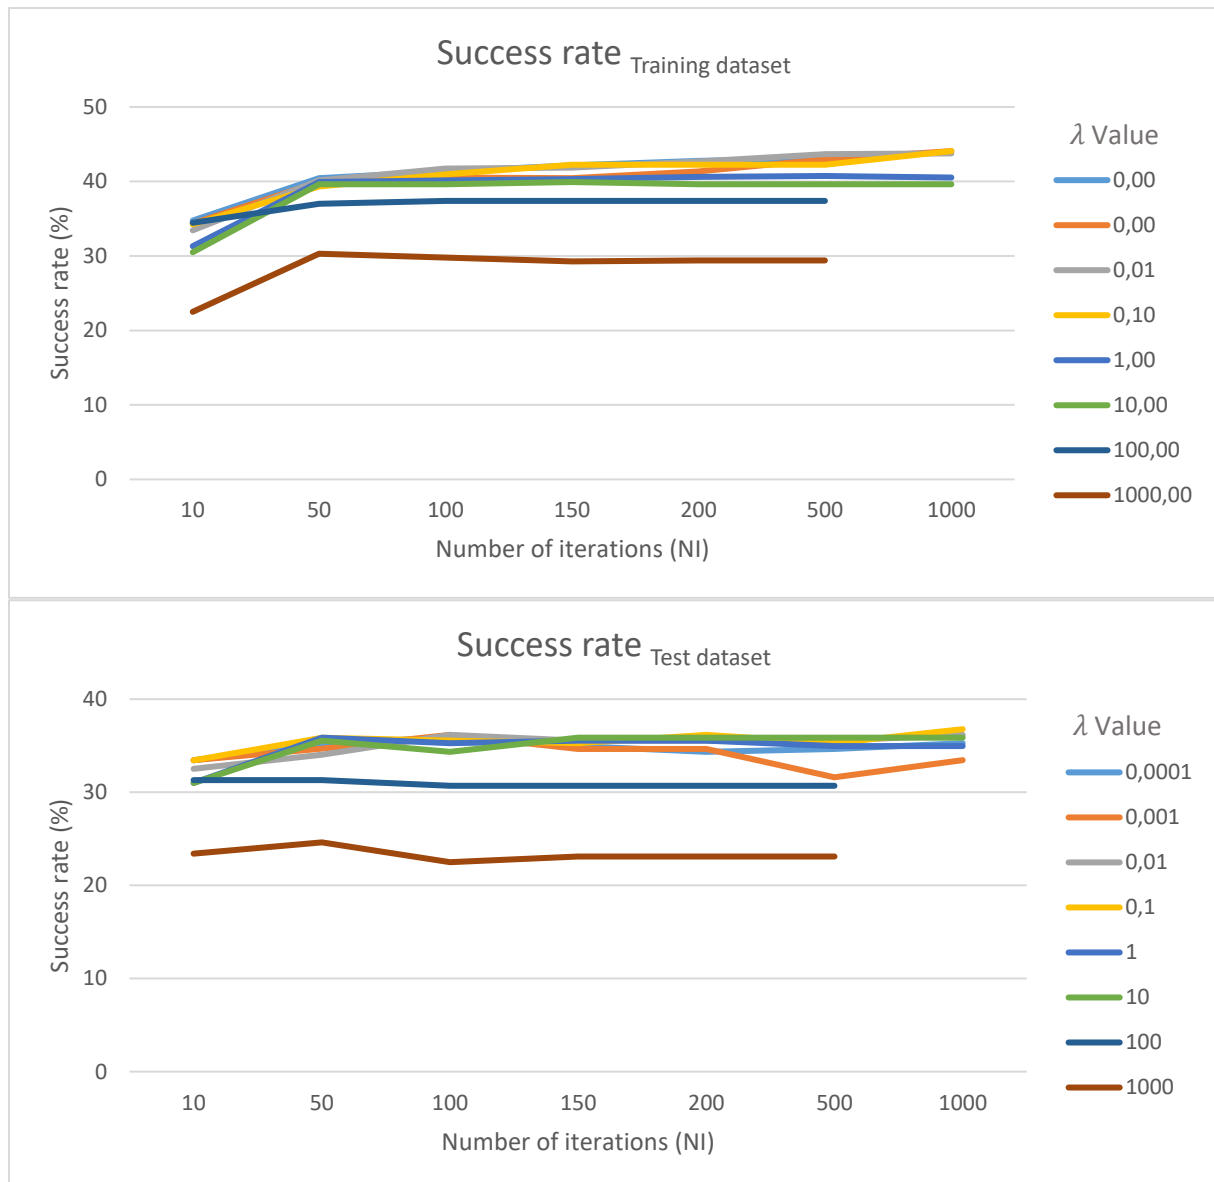 Success rate Training dataset
50
40
30
20
10
0
Success rate (%)
10 50 100 150 200 500 1000
Number of iterations (NI)
λ Value
0,00
0,00
0,01
0,10
1,00
10,00
100,00
1000,00
Success rate Test dataset
40
30
20
10
0
Success rate (%)
10 50 100 150 200 500 1000
Number of iterations (NI)
λ Value
0,0001
0,001
0,01
0,1
1
10
100
1000